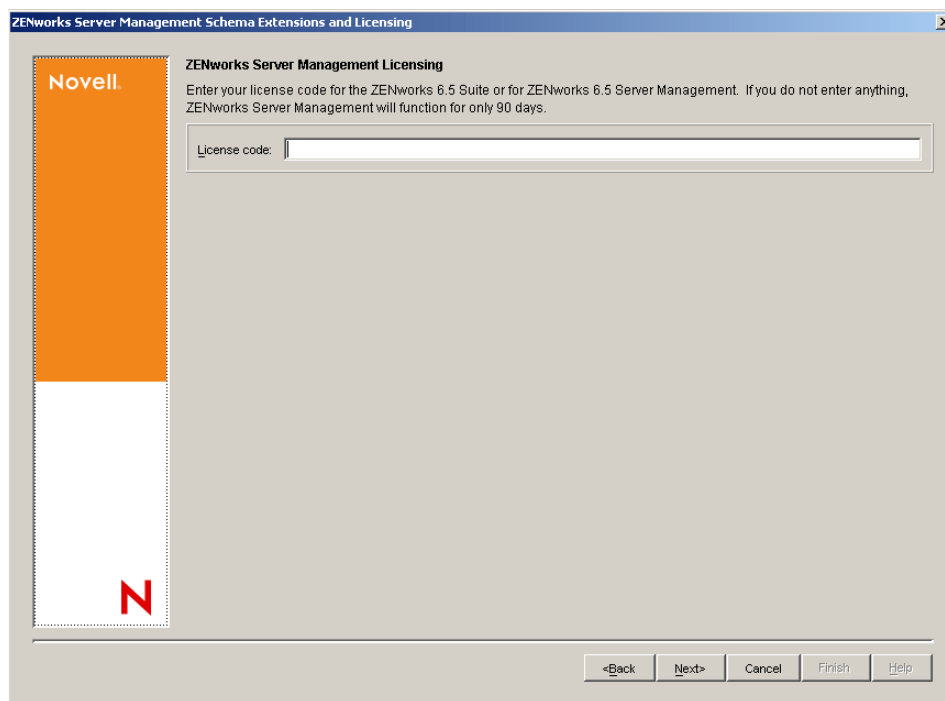 ZENworks Server Management Schema Extensions and Licensing
Novell.
ZENworks Server Management Licensing
Enter your license code for the ZENworks 6.5 Suite or for ZENworks 6.5 Server Management. If you do not enter anything,
ZENworks Server Management will function for only 90 days.
License code:
N
<Back Next> Cancel Finish Help